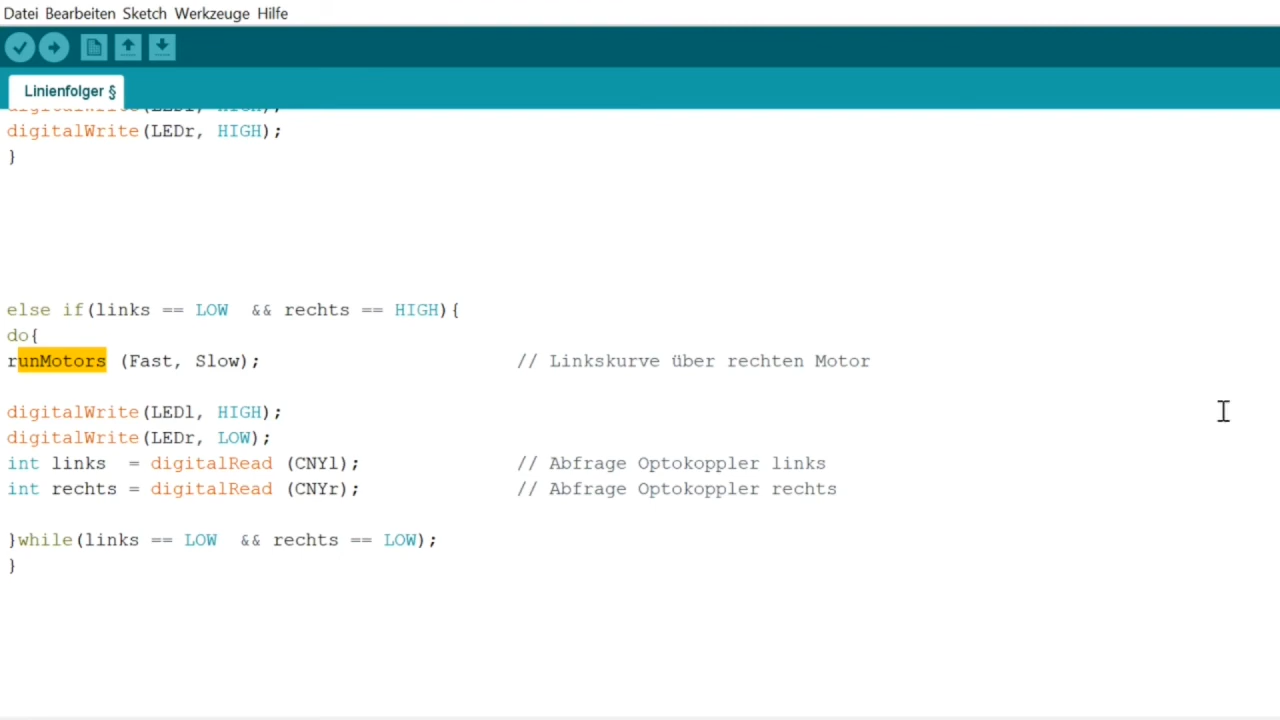 Datei Bearbeiten Sketch Werkzeuge Hilfe
Linienfolger §
digitalWrite(LEDr, HIGH);
}
else if(links == LOW  && rechts == HIGH){
do{
runMotors (Fast, Slow); // Linkskurve über rechten Motor
digitalWrite(LEDl, HIGH);
digitalWrite(LEDr, LOW);
int links  = digitalRead (CNYl); // Abfrage Optokoppler links
int rechts = digitalRead (CNYr); // Abfrage Optokoppler rechts
}while(links == LOW  && rechts == LOW);
}